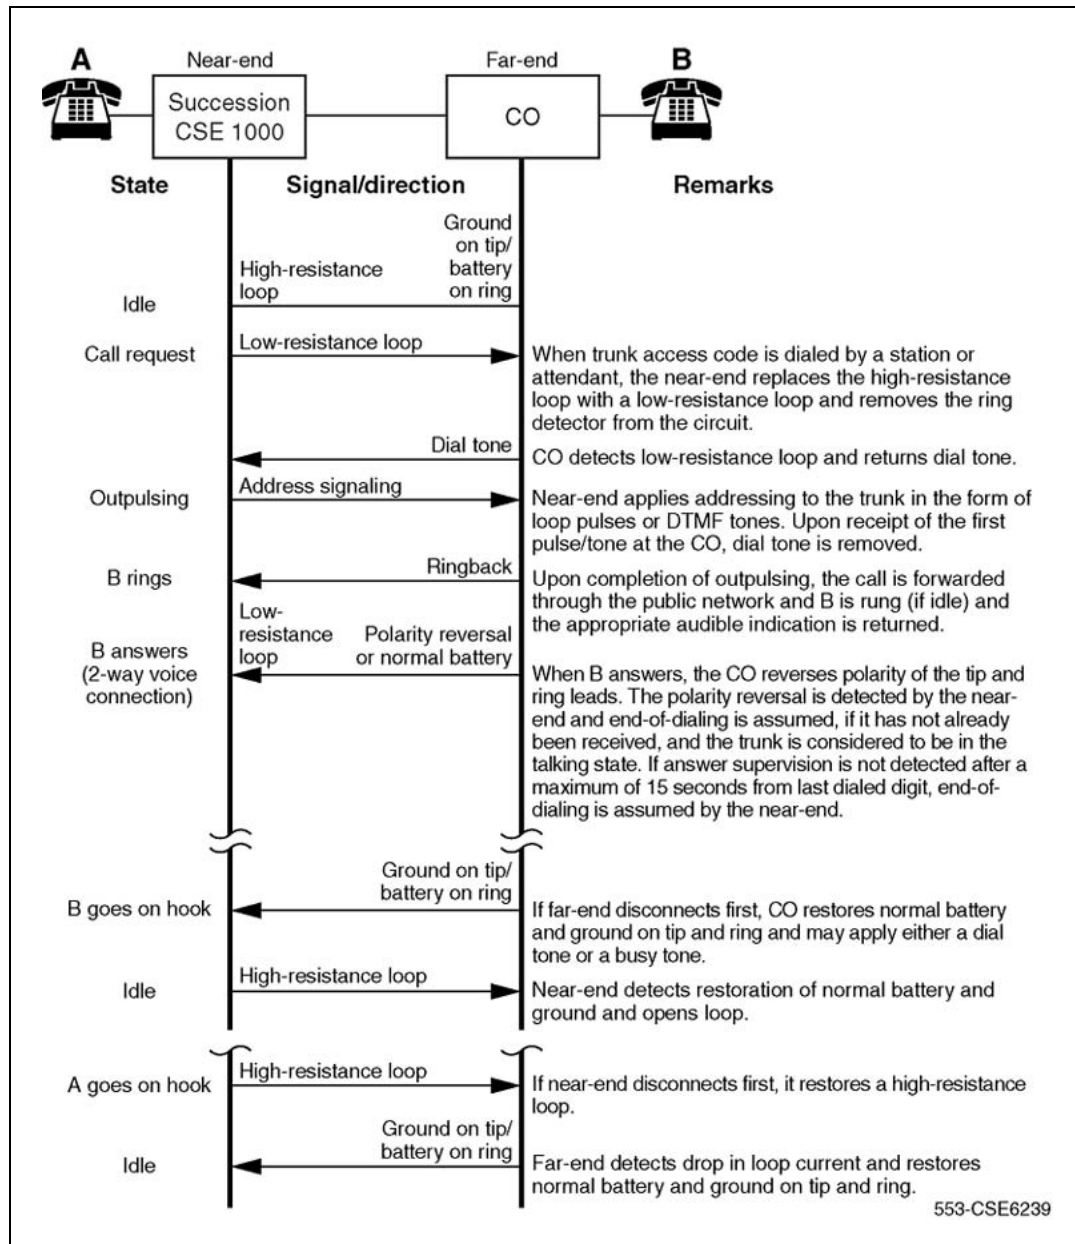 A
Near-end
Far-end
B
Succession
CSE 1000
CO
State
Signal/direction
Remarks
Ground
on tip/
battery
on ring
High-resistance
loop
Idle
Call request
Low-resistance loop
When trunk access code is dialed by a station or
attendant, the near-end replaces the high-resistance
loop with a low-resistance loop and removes the ring
detector from the circuit.
Dial tone
CO detects low-resistance loop and returns dial tone.
Outpulsing
Address signaling
Near-end applies addressing to the trunk in the form of
loop pulses or DTMF tones. Upon receipt of the first
pulse/tone at the CO, dial tone is removed.
B rings
Ringback
Upon completion of outpulsing, the call is forwarded
through the public network and B is rung (if idle) and
the appropriate audible indication is returned.
B answers
(2-way voice
connection)
Low-
resistance
loop
Polarity reversal
or normal battery
When B answers, the CO reverses polarity of the tip and
ring leads. The polarity reversal is detected by the near-
end and end-of-dialing is assumed, if it has not already
been received, and the trunk is considered to be in the
talking state. If answer supervision is not detected after a
maximum of 15 seconds from last dialed digit, end-of-
dialing is assumed by the near-end.
B goes on hook
Ground on tip/
battery on ring
If far-end disconnects first, CO restores normal battery
and ground on tip and ring and may apply either a dial
tone or a busy tone.
Idle
High-resistance loop
Near-end detects restoration of normal battery and
ground and opens loop.
A goes on hook
High-resistance loop
If near-end disconnects first, it restores a high-resistance
loop.
Idle
Ground on tip/
battery on ring
Far-end detects drop in loop current and restores
normal battery and ground on tip and ring.
553-CSE6239